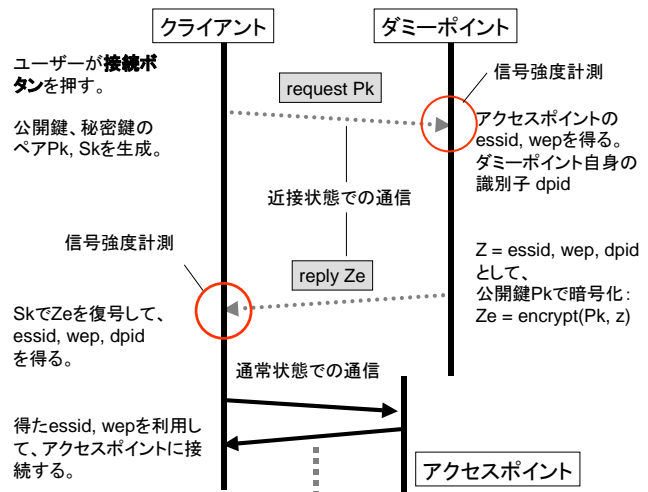 クライアント
ダミーポイント
ユーザーが接続ボ
タンを押す。
公開鍵、秘密鍵の
ペアPk, Skを生成。
request Pk
信号強度計測
アクセスポイントの
essid, wepを得る。
ダミーポイント自身の
識別子 dpid
近接状態での通信
信号強度計測
reply Ze
Z = essid, wep, dpid
として、
公開鍵Pkで暗号化:
Ze = encrypt(Pk, z)
SkでZeを復号して、
essid, wep, dpid
を得る。
通常状態での通信
得たessid, wepを利用し
て、アクセスポイントに接
続する。
アクセスポイント